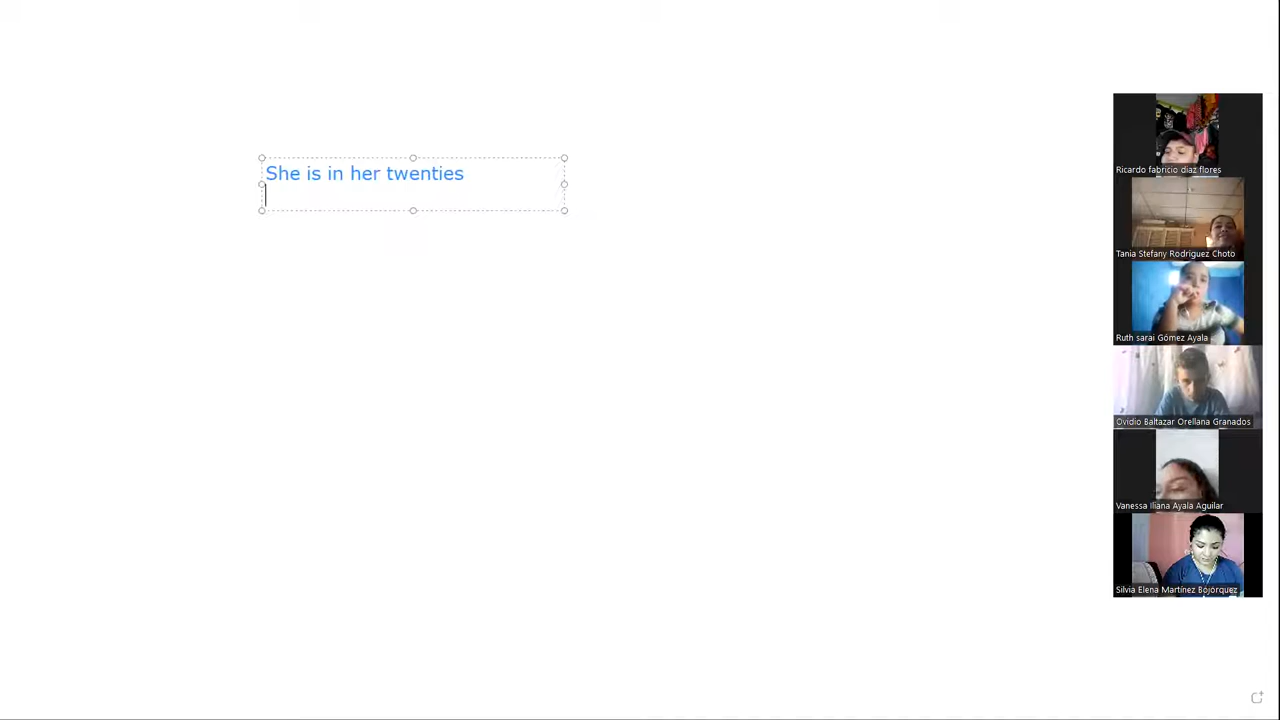 She is in her twenties
Ricardo fabricio diaz flores
Tania Stefany Rodriguez Choto
Ruth sarai Gómez Ayala
Ovidio Baltazar Orellana Granados
Vanessa Iliana Ayala Aguilar
Silvia Elena Martínez Bojórquez